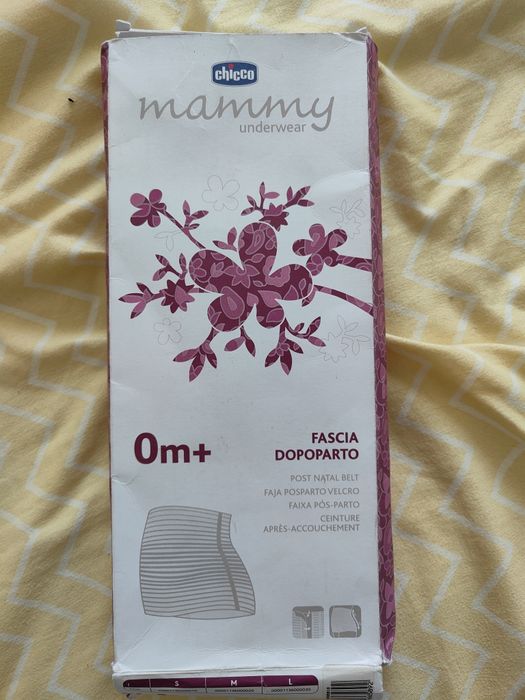 chicco
mammy
underwear
0m+
FASCIA
DOPOPARTO
POST NATAL BELT
FAJA POSPARTO VELCRO
FAIXA PÓS-PARTO
CEINTURE
APRÈS-ACCOUCHEMENT
S M L